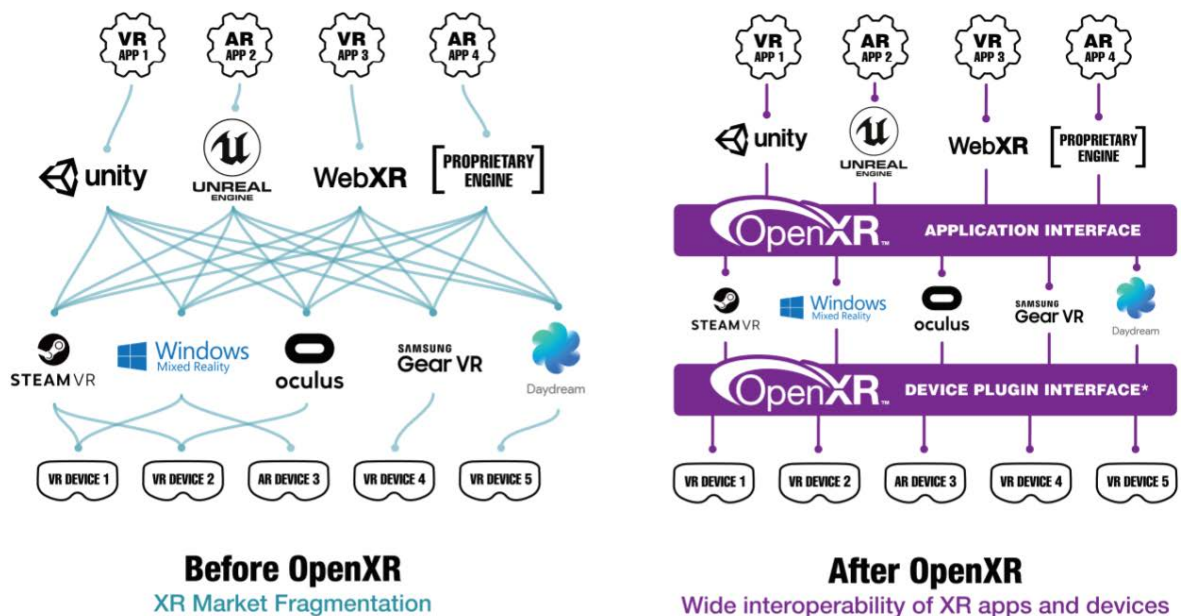 VR
APP 1
AR
APP 2
VR
APP 3
AR
APP 4
unity
UNREAL
ENGINE
WebXR
[PROPRIETARY
ENGINE]
STEAMVR
Windows
Mixed Reality
oculus
SAMSUNG
Gear VR
Daydream
VR DEVICE 1
VR DEVICE 2
AR DEVICE 3
VR DEVICE 4
VR DEVICE 5
Before OpenXR
XR Market Fragmentation
VR
APP 1
AR
APP 2
VR
APP 3
AR
APP 4
unity
UNREAL
ENGINE
WebXR
[PROPRIETARY
ENGINE]
OpenXR™ APPLICATION INTERFACE
STEAMVR
Windows
Mixed Reality
oculus
SAMSUNG
Gear VR
Daydream
OpenXR™ DEVICE PLUGIN INTERFACE*
VR DEVICE 1
VR DEVICE 2
AR DEVICE 3
VR DEVICE 4
VR DEVICE 5
After OpenXR
Wide interoperability of XR apps and devices